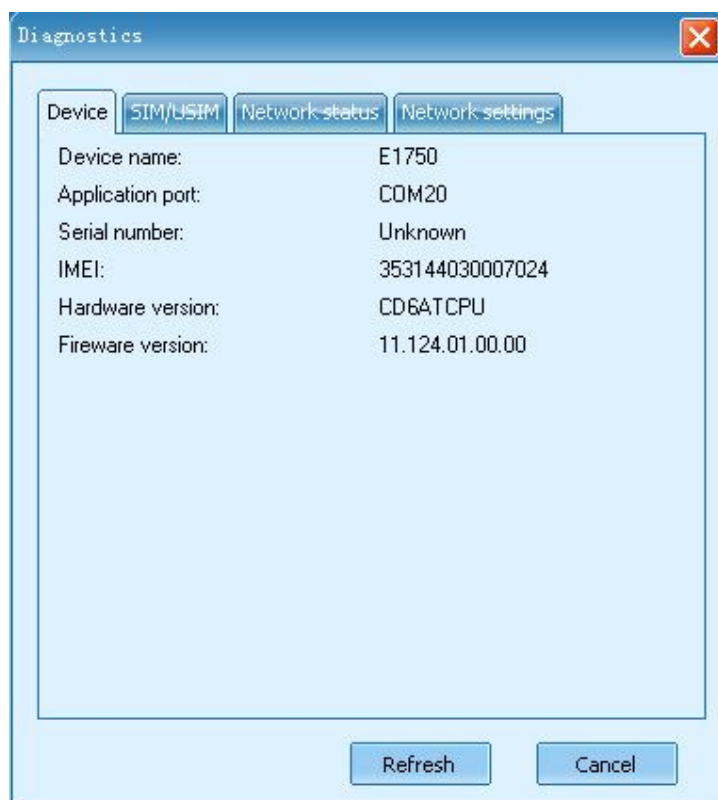 Diagnostics
Device SIM/USIM Network status Network settings
Device name: E1750
Application port: COM20
Serial number: Unknown
IMEI: 353144030007024
Hardware version: CD6ATCPU
Fireware version: 11.124.01.00.00
Refresh Cancel